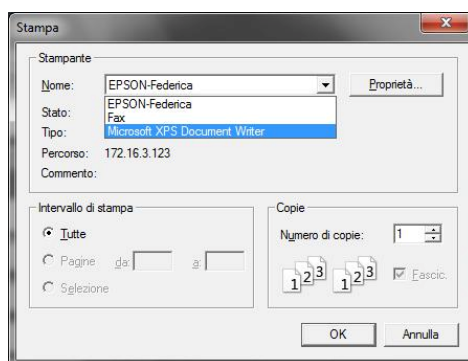 Stampa
Stampante
Nome: EPSON-Federica Proprietà...
EPSON-Federica
Stato: Fax
Tipo: Microsoft XPS Document Writer
Percorso: 172.16.3.123
Commento:
Intervallo di stampa
Tutte
Pagine da: a:
Selezione
Copie
Numero di copie: 1
1 2 3 1 2 3 Fascic.
OK Annulla